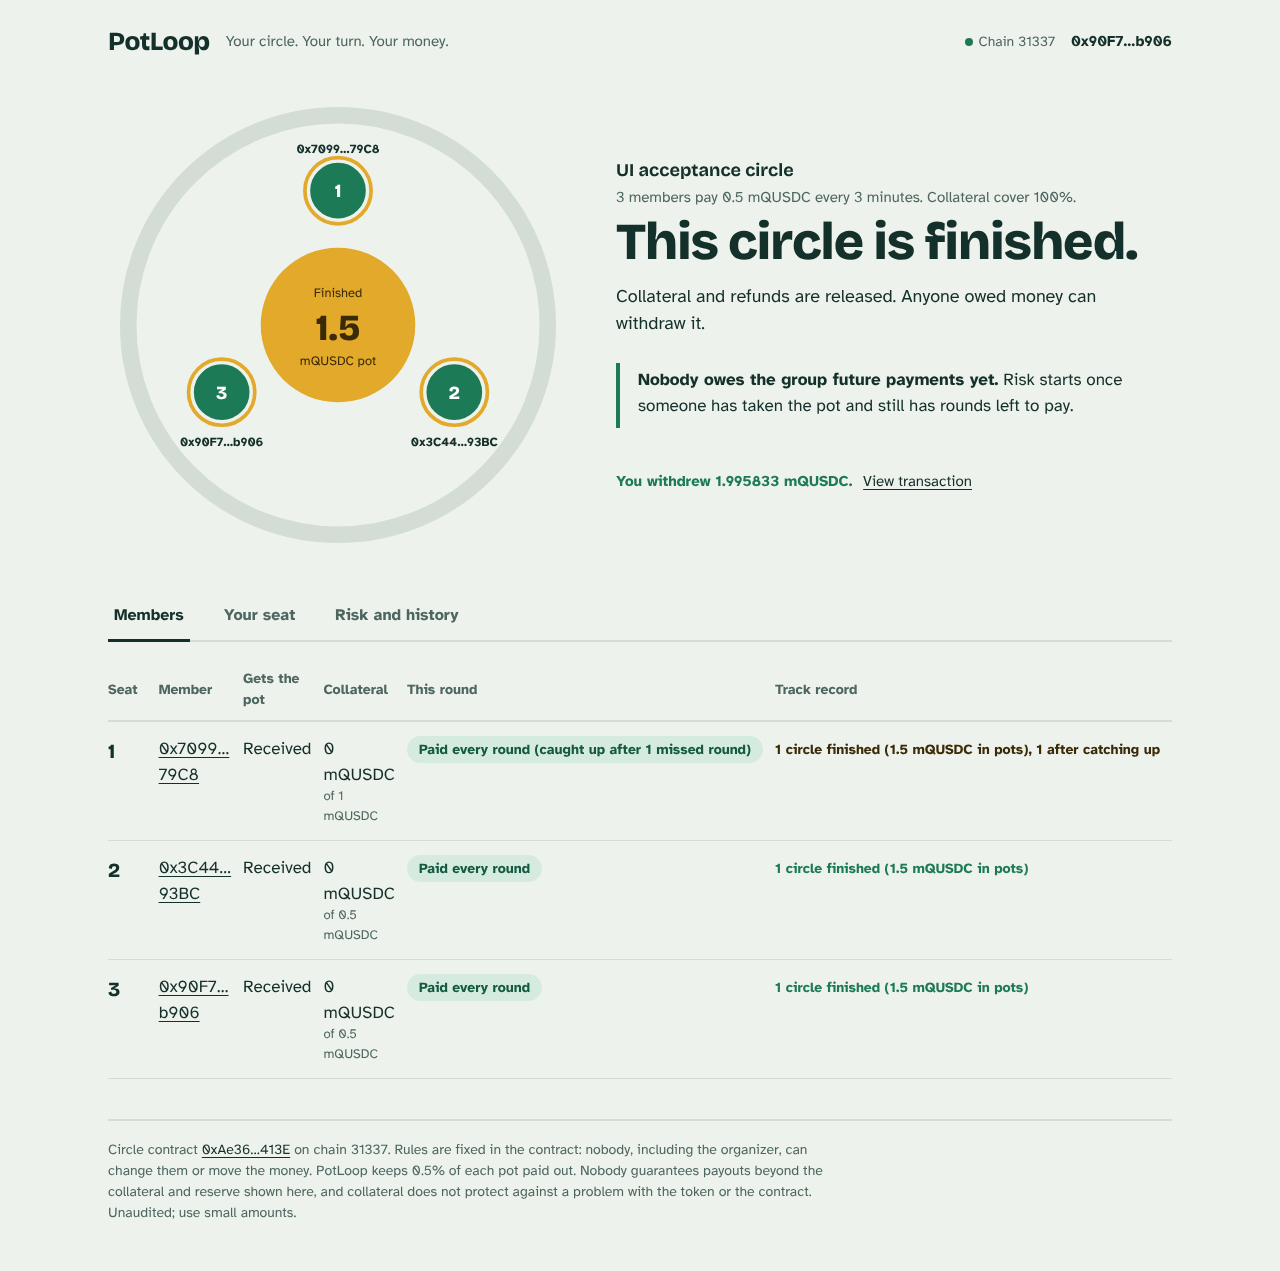 PotLoop
Your circle. Your turn. Your money.
Chain 31337
0x90F7…b906
0x7099…79C8
1
Finished
1.5
mQUSDC pot
3
2
0x90F7…b906
0x3C44…93BC
UI acceptance circle
3 members pay 0.5 mQUSDC every 3 minutes. Collateral cover 100%.
This circle is finished.
Collateral and refunds are released. Anyone owed money can
withdraw it.
Nobody owes the group future payments yet. Risk starts once
someone has taken the pot and still has rounds left to pay.
You withdrew 1.995833 mQUSDC. View transaction
Members
Your seat
Risk and history
Seat
Member
Gets the
pot
Collateral
This round
Track record
1
0x7099…
79C8
Received
0
mQUSDC
of 1
mQUSDC
Paid every round (caught up after 1 missed round)
1 circle finished (1.5 mQUSDC in pots), 1 after catching up
2
0x3C44…
93BC
Received
0
mQUSDC
of 0.5
mQUSDC
Paid every round
1 circle finished (1.5 mQUSDC in pots)
3
0x90F7…
b906
Received
0
mQUSDC
of 0.5
mQUSDC
Paid every round
1 circle finished (1.5 mQUSDC in pots)
Circle contract 0xAe36…413E on chain 31337. Rules are fixed in the contract: nobody, including the organizer, can
change them or move the money. PotLoop keeps 0.5% of each pot paid out. Nobody guarantees payouts beyond the
collateral and reserve shown here, and collateral does not protect against a problem with the token or the contract.
Unaudited; use small amounts.